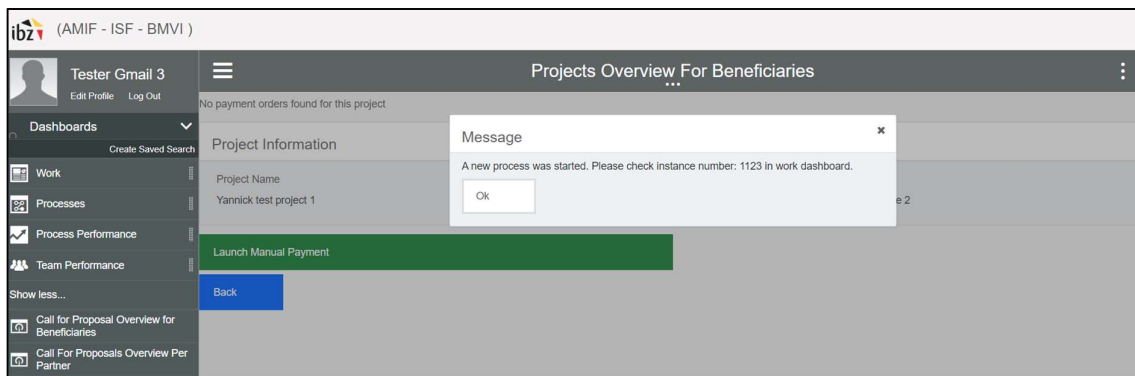 ibz (AMIF - ISF - BMVI )
Tester Gmail 3
Edit Profile Log Out
Projects Overview For Beneficiaries
No payment orders found for this project
Dashboards
Create Saved Search
Work
Processes
Process Performance
Team Performance
Show less...
Call for Proposal Overview for
Beneficiaries
Call For Proposals Overview Per
Partner
Project Information
Project Name
Yannick test project 1
e 2
Message
A new process was started. Please check instance number: 1123 in work dashboard.
Ok
Launch Manual Payment
Back